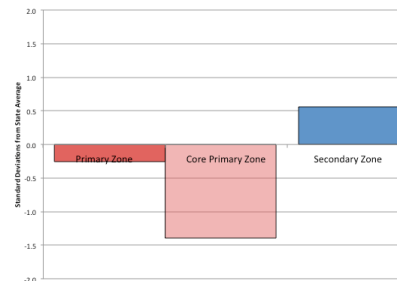 Standard Deviations from State Average
2.0
1.5
1.0
0.5
0.0
-0.5
-1.0
-1.5
-2.0
Primary Zone
Core Primary Zone
Secondary Zone